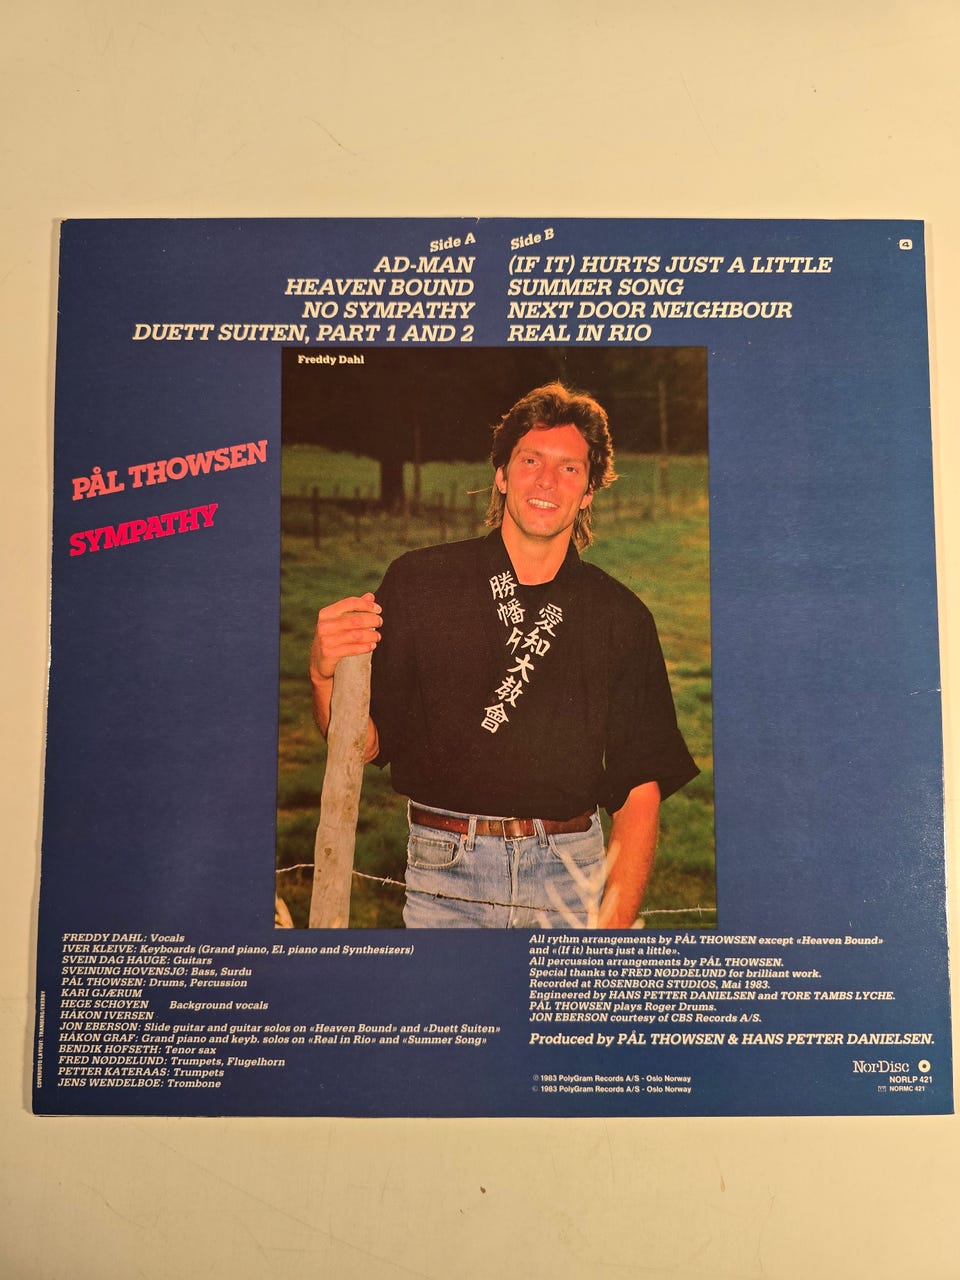 Side A
AD-MAN
HEAVEN BOUND
NO SYMPATHY
DUETT SUITEN, PART 1 AND 2
Side B
(IF IT) HURTS JUST A LITTLE
SUMMER SONG
NEXT DOOR NEIGHBOUR
REAL IN RIO
4
Freddy Dahl
PÅL THOWSEN
SYMPATHY
勝幡
愛知大教會
FREDDY DAHL: Vocals
IVER KLEIVE: Keyboards (Grand piano, El. piano and Synthesizers)
SVEIN DAG HAUGE: Guitars
SVEINUNG HOVENSJØ: Bass, Surdu
PÅL THOWSEN: Drums, Percussion
KARI GJÆRUM
HEGE SCHØYEN Background vocals
HÅKON IVERSEN
JON EBERSON: Slide guitar and guitar solos on «Heaven Bound» and «Duett Suiten»
HÅKON GRAF: Grand piano and keyb. solos on «Real in Rio» and «Summer Song»
BENDIK HOFSETH: Tenor sax
FRED NØDDELUND: Trumpets, Flugelhorn
PETTER KATERAAS: Trumpets
JENS WENDELBOE: Trombone
All rythm arrangements by PÅL THOWSEN except «Heaven Bound»
and «(If it) hurts just a little».
All percussion arrangements by PÅL THOWSEN.
Special thanks to FRED NØDDELUND for brilliant work.
Recorded at ROSENBORG STUDIOS, Mai 1983.
Engineered by HANS PETTER DANIELSEN and TORE TAMBS LYCHE.
PÅL THOWSEN plays Roger Drums.
JON EBERSON courtesy of CBS Records A/S.
Produced by PÅL THOWSEN & HANS PETTER DANIELSEN.
℗ 1983 PolyGram Records A/S - Oslo Norway
© 1983 PolyGram Records A/S - Oslo Norway
NorDisc
NORLP 421
NORMC 421